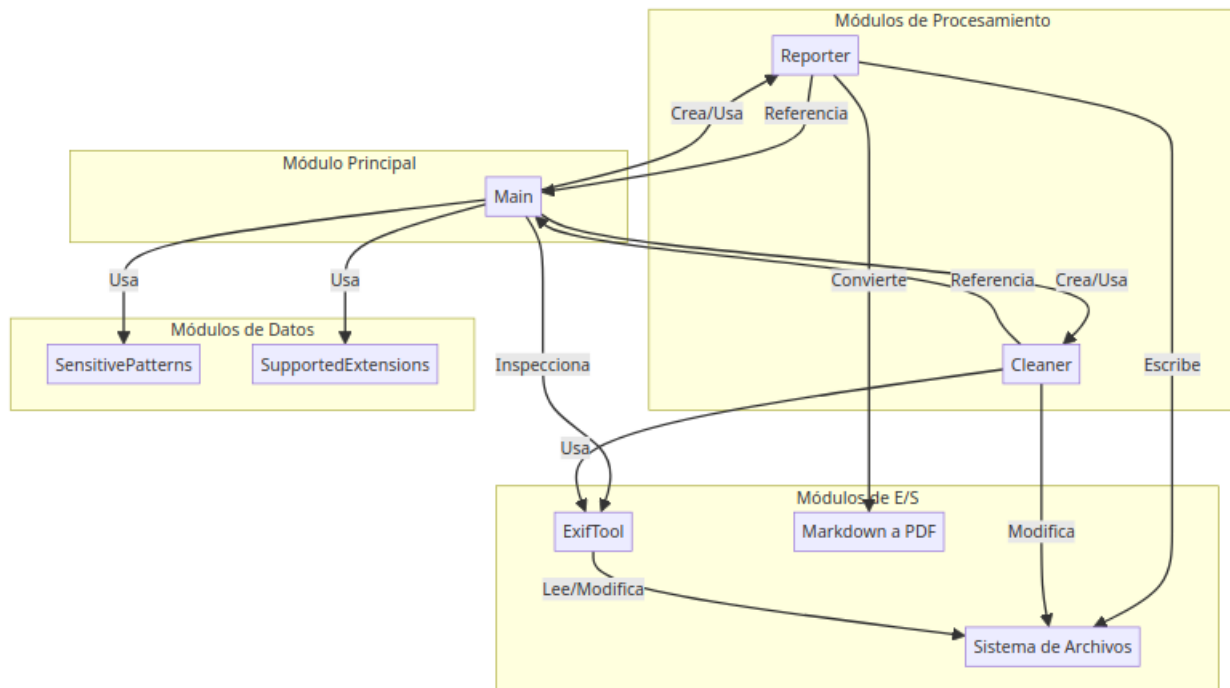 Módulos de Procesamiento
Reporter
Crea/Usa
Referencia
Módulo Principal
Main
Usa
Usa
Convierte
Referencia
Crea/Usa
Módulos de Datos
SensitivePatterns
SupportedExtensions
Inspecciona
Cleaner
Escribe
Usa
Módulos de E/S
ExifTool
Markdown a PDF
Modifica
Lee/Modifica
Sistema de Archivos